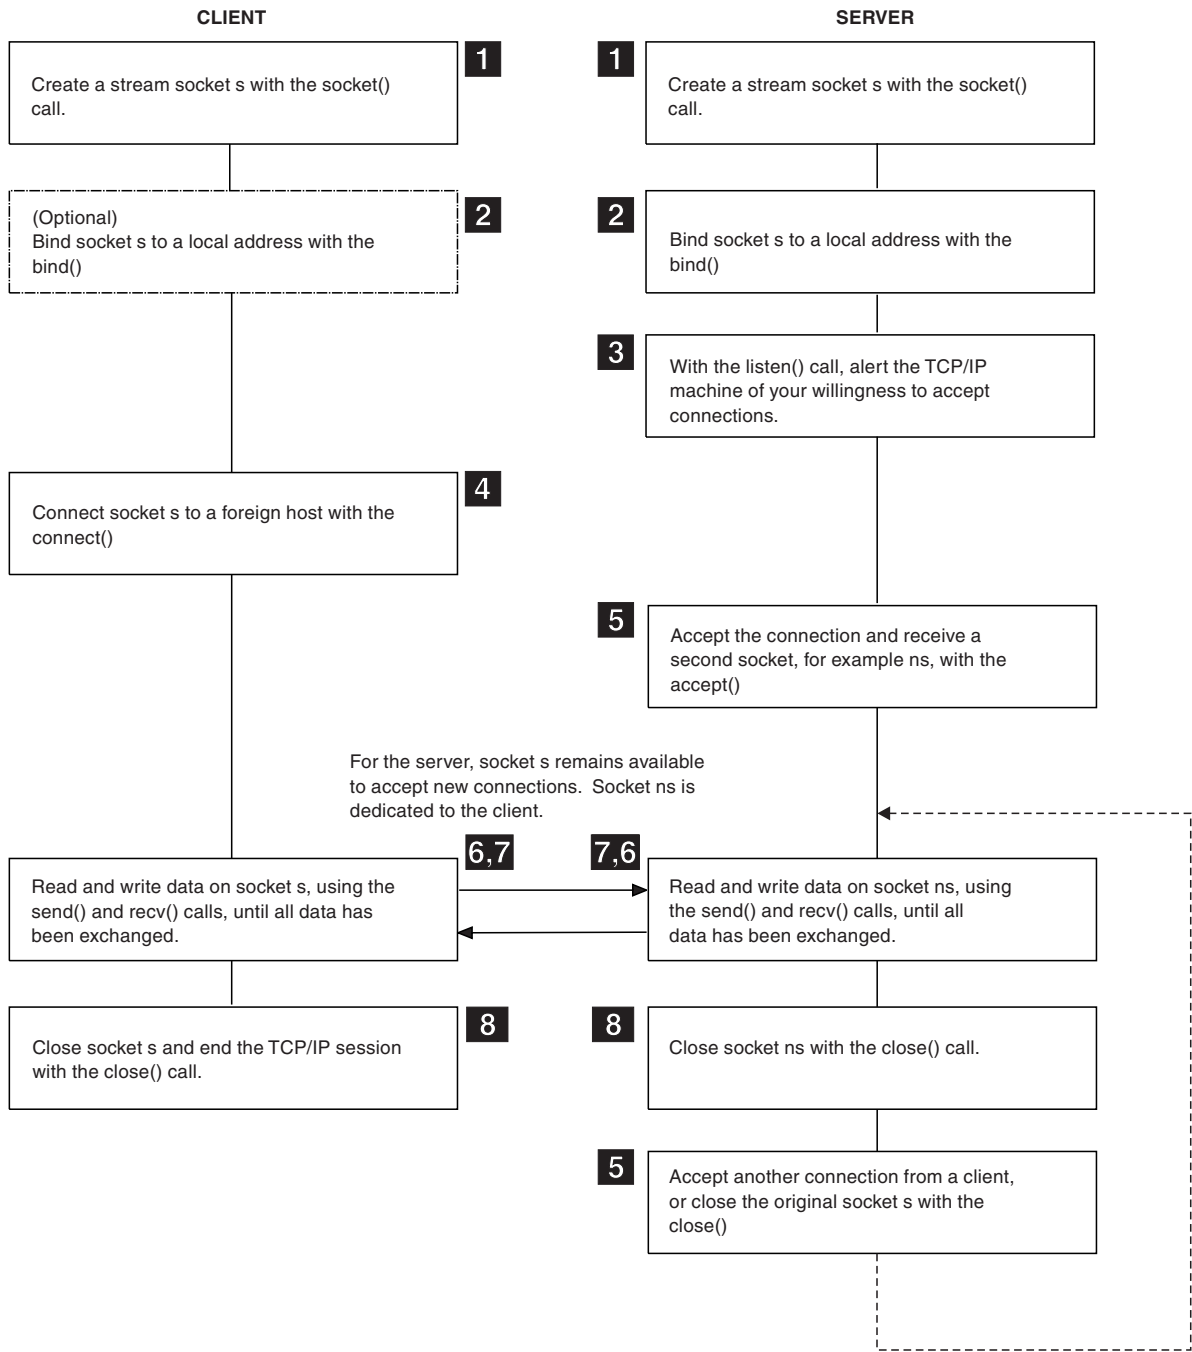 CLIENT
SERVER
1
Create a stream socket s with the socket()
call.
1
Create a stream socket s with the socket()
call.
2
(Optional)
Bind socket s to a local address with the
bind()
2
Bind socket s to a local address with the
bind()
3
With the listen() call, alert the TCP/IP
machine of your willingness to accept
connections.
4
Connect socket s to a foreign host with the
connect()
5
Accept the connection and receive a
second socket, for example ns, with the
accept()
For the server, socket s remains available
to accept new connections. Socket ns is
dedicated to the client.
6,7
7,6
Read and write data on socket s, using the
send() and recv() calls, until all data has
been exchanged.
Read and write data on socket ns, using
the send() and recv() calls, until all
data has been exchanged.
8
Close socket s and end the TCP/IP session
with the close() call.
8
Close socket ns with the close() call.
5
Accept another connection from a client,
or close the original socket s with the
close()